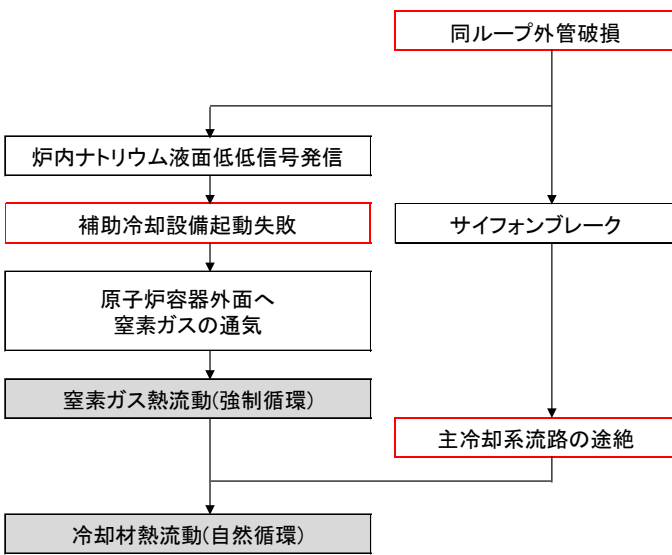 同ループ外管破損
炉内ナトリウム液面低低信号発信
補助冷却設備起動失敗
サイフォンブレーク
原子炉容器外面へ
窒素ガスの通気
窒素ガス熱流動(強制循環)
主冷却系流路の途絶
冷却材熱流動(自然循環)